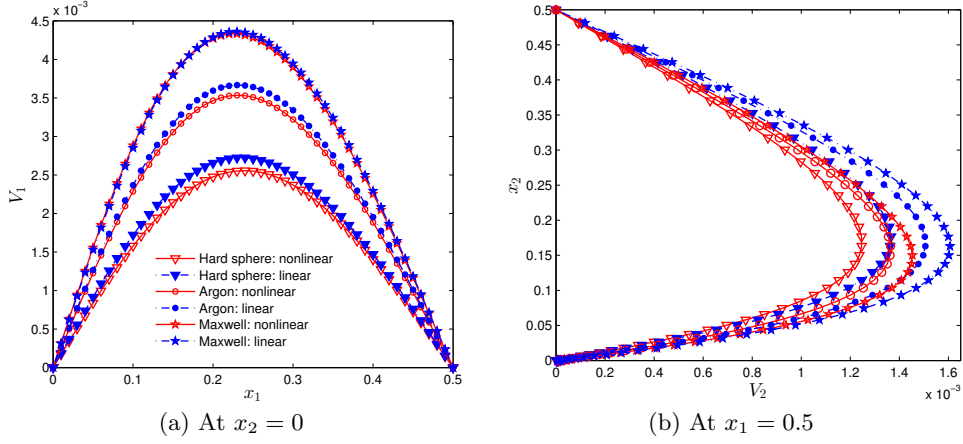 4.5 x 10⁻³
4
3.5
3
2.5
2
1.5
1
0.5
0
V₁
Hard sphere: nonlinear
Hard sphere: linear
Argon: nonlinear
Argon: linear
Maxwell: nonlinear
Maxwell: linear
0 0.1 0.2 0.3 0.4 0.5
x₁
(a) At x₂ = 0
0.5
0.45
0.4
0.35
0.3
0.25
0.2
0.15
0.1
0.05
0
x₂
0 0.2 0.4 0.6 0.8 1 1.2 1.4 1.6
x 10⁻³
V₂
(b) At x₁ = 0.5